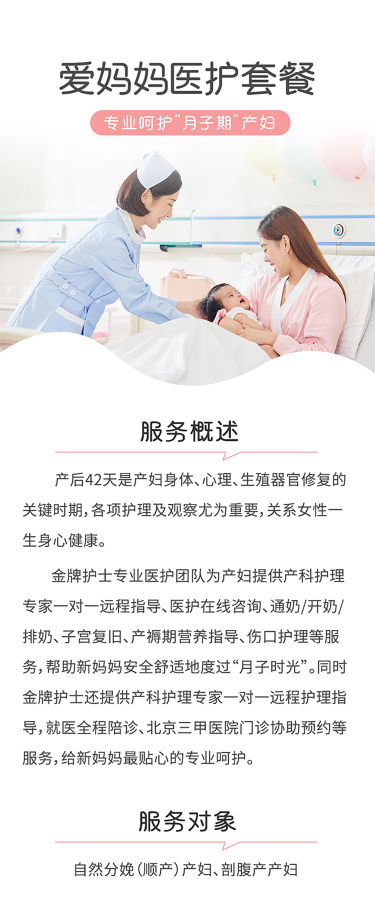 爱妈妈医护套餐
专业呵护“月子期”产妇
服务概述
产后42天是产妇身体、心理、生殖器官修复的
关键时期，各项护理及观察尤为重要，关系女性一
生身心健康。
金牌护士专业医护团队为产妇提供产科护理
专家一对一远程指导、医护在线咨询、通奶/开奶/
排奶、子宫复旧、产褥期营养指导、伤口护理等服
务，帮助新妈妈安全舒适地度过“月子时光”。同时
金牌护士还提供产科护理专家一对一远程护理指
导，就医全程陪诊、北京三甲医院门诊协助预约等
服务，给新妈妈最贴心的专业呵护。
服务对象
自然分娩（顺产）产妇、剖腹产产妇